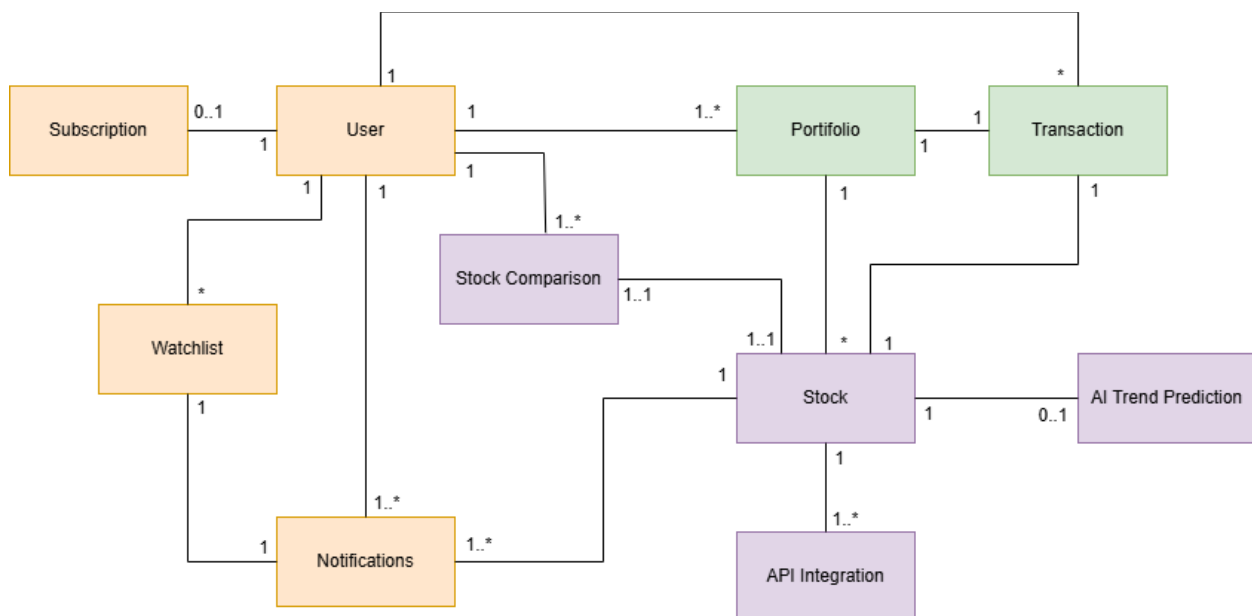 1
*
Subscription
0..1
1
User
1
1..*
Portifolio
1
1
Transaction
1
1
1
1..*
1
1
Stock Comparison
1..1
*
Watchlist
1
1..1
*
1
1
Stock
1
0..1
AI Trend Prediction
1
1..*
1
Notifications
1..*
1..*
API Integration